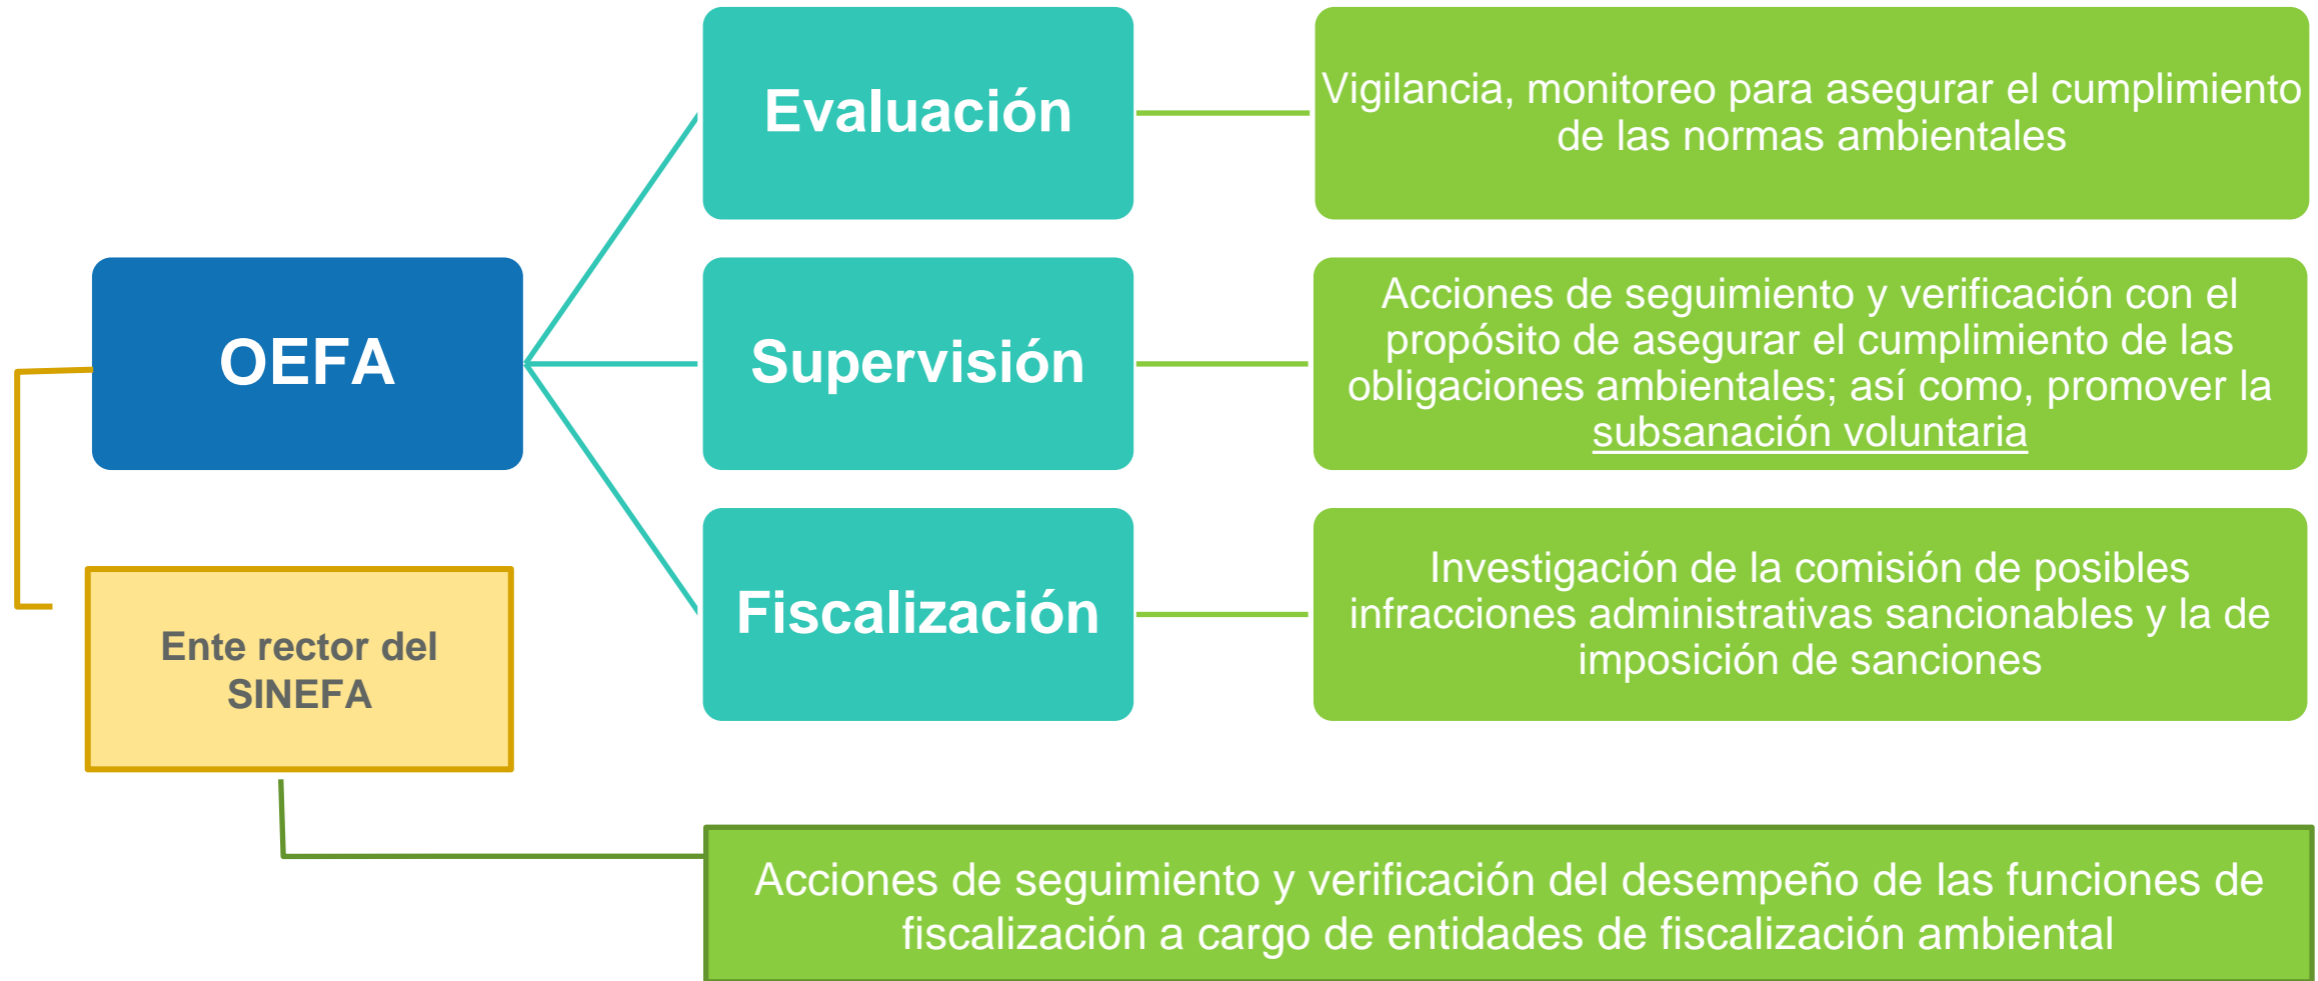 OEFA
Evaluación
Vigilancia, monitoreo para asegurar el cumplimiento
de las normas ambientales
Supervisión
Acciones de seguimiento y verificación con el
propósito de asegurar el cumplimiento de las
obligaciones ambientales; así como, promover la
subsanación voluntaria
Fiscalización
Investigación de la comisión de posibles
infracciones administrativas sancionables y la de
imposición de sanciones
Ente rector del
SINEFA
Acciones de seguimiento y verificación del desempeño de las funciones de
fiscalización a cargo de entidades de fiscalización ambiental